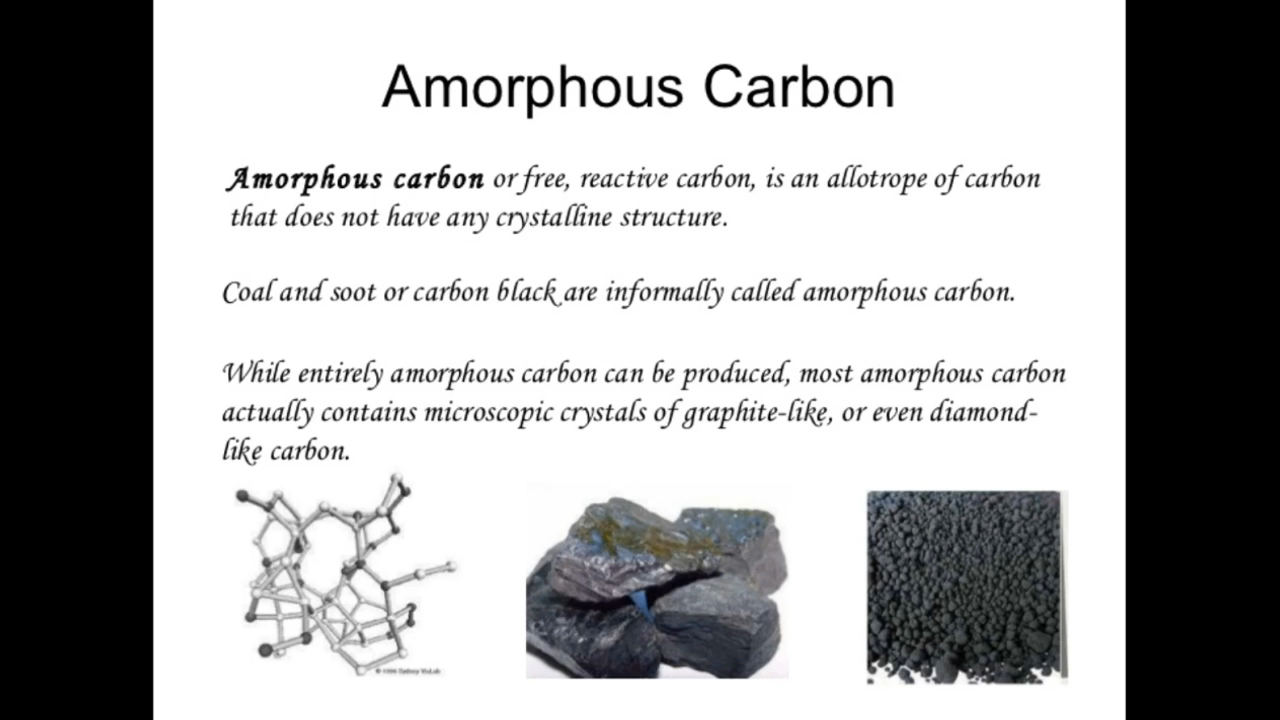 Amorphous Carbon
Amorphous carbon or free, reactive carbon, is an allotrope of carbon
that does not have any crystalline structure.
Coal and soot or carbon black are informally called amorphous carbon.
While entirely amorphous carbon can be produced, most amorphous carbon
actually contains microscopic crystals of graphite-like, or even diamond-
like carbon.